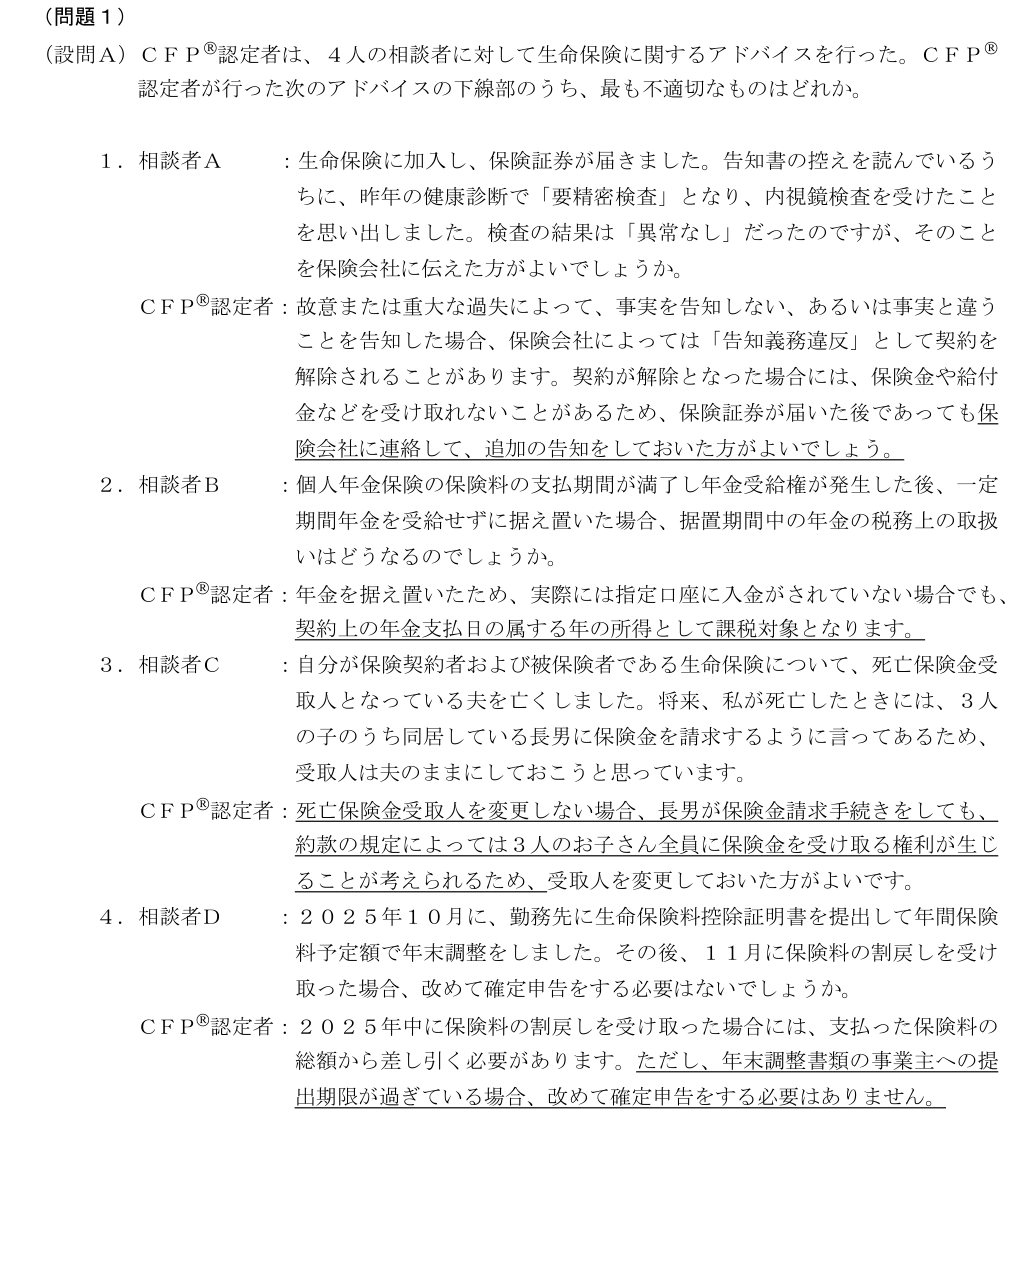 （問題１）
（設問Ａ）ＣＦＰ®認定者は、４人の相談者に対して生命保険に関するアドバイスを行った。ＣＦＰ®
認定者が行った次のアドバイスの下線部のうち、最も不適切なものはどれか。
１．相談者Ａ　　　：生命保険に加入し、保険証券が届きました。告知書の控えを読んでいるう
ちに、昨年の健康診断で「要精密検査」となり、内視鏡検査を受けたこと
を思い出しました。検査の結果は「異常なし」だったのですが、そのこと
を保険会社に伝えた方がよいでしょうか。
ＣＦＰ®認定者：故意または重大な過失によって、事実を告知しない、あるいは事実と違う
ことを告知した場合、保険会社によっては「告知義務違反」として契約を
解除されることがあります。契約が解除となった場合には、保険金や給付
金などを受け取れないことがあるため、保険証券が届いた後であっても保
険会社に連絡して、追加の告知をしておいた方がよいでしょう。
２．相談者Ｂ　　　：個人年金保険の保険料の支払期間が満了し年金受給権が発生した後、一定
期間年金を受給せずに据え置いた場合、据置期間中の年金の税務上の取扱
いはどうなるのでしょうか。
ＣＦＰ®認定者：年金を据え置いたため、実際には指定口座に入金がされていない場合でも、
契約上の年金支払日の属する年の所得として課税対象となります。
３．相談者Ｃ　　　：自分が保険契約者および被保険者である生命保険について、死亡保険金受
取人となっている夫を亡くしました。将来、私が死亡したときには、３人
の子のうち同居している長男に保険金を請求するように言ってあるため、
受取人は夫のままにしておこうと思っています。
ＣＦＰ®認定者：死亡保険金受取人を変更しない場合、長男が保険金請求手続きをしても、
約款の規定によっては３人のお子さん全員に保険金を受け取る権利が生じ
ることが考えられるため、受取人を変更しておいた方がよいです。
４．相談者Ｄ　　　：２０２５年１０月に、勤務先に生命保険料控除証明書を提出して年間保険
料予定額で年末調整をしました。その後、１１月に保険料の割戻しを受け
取った場合、改めて確定申告をする必要はないでしょうか。
ＣＦＰ®認定者：２０２５年中に保険料の割戻しを受け取った場合には、支払った保険料の
総額から差し引く必要があります。ただし、年末調整書類の事業主への提
出期限が過ぎている場合、改めて確定申告をする必要はありません。